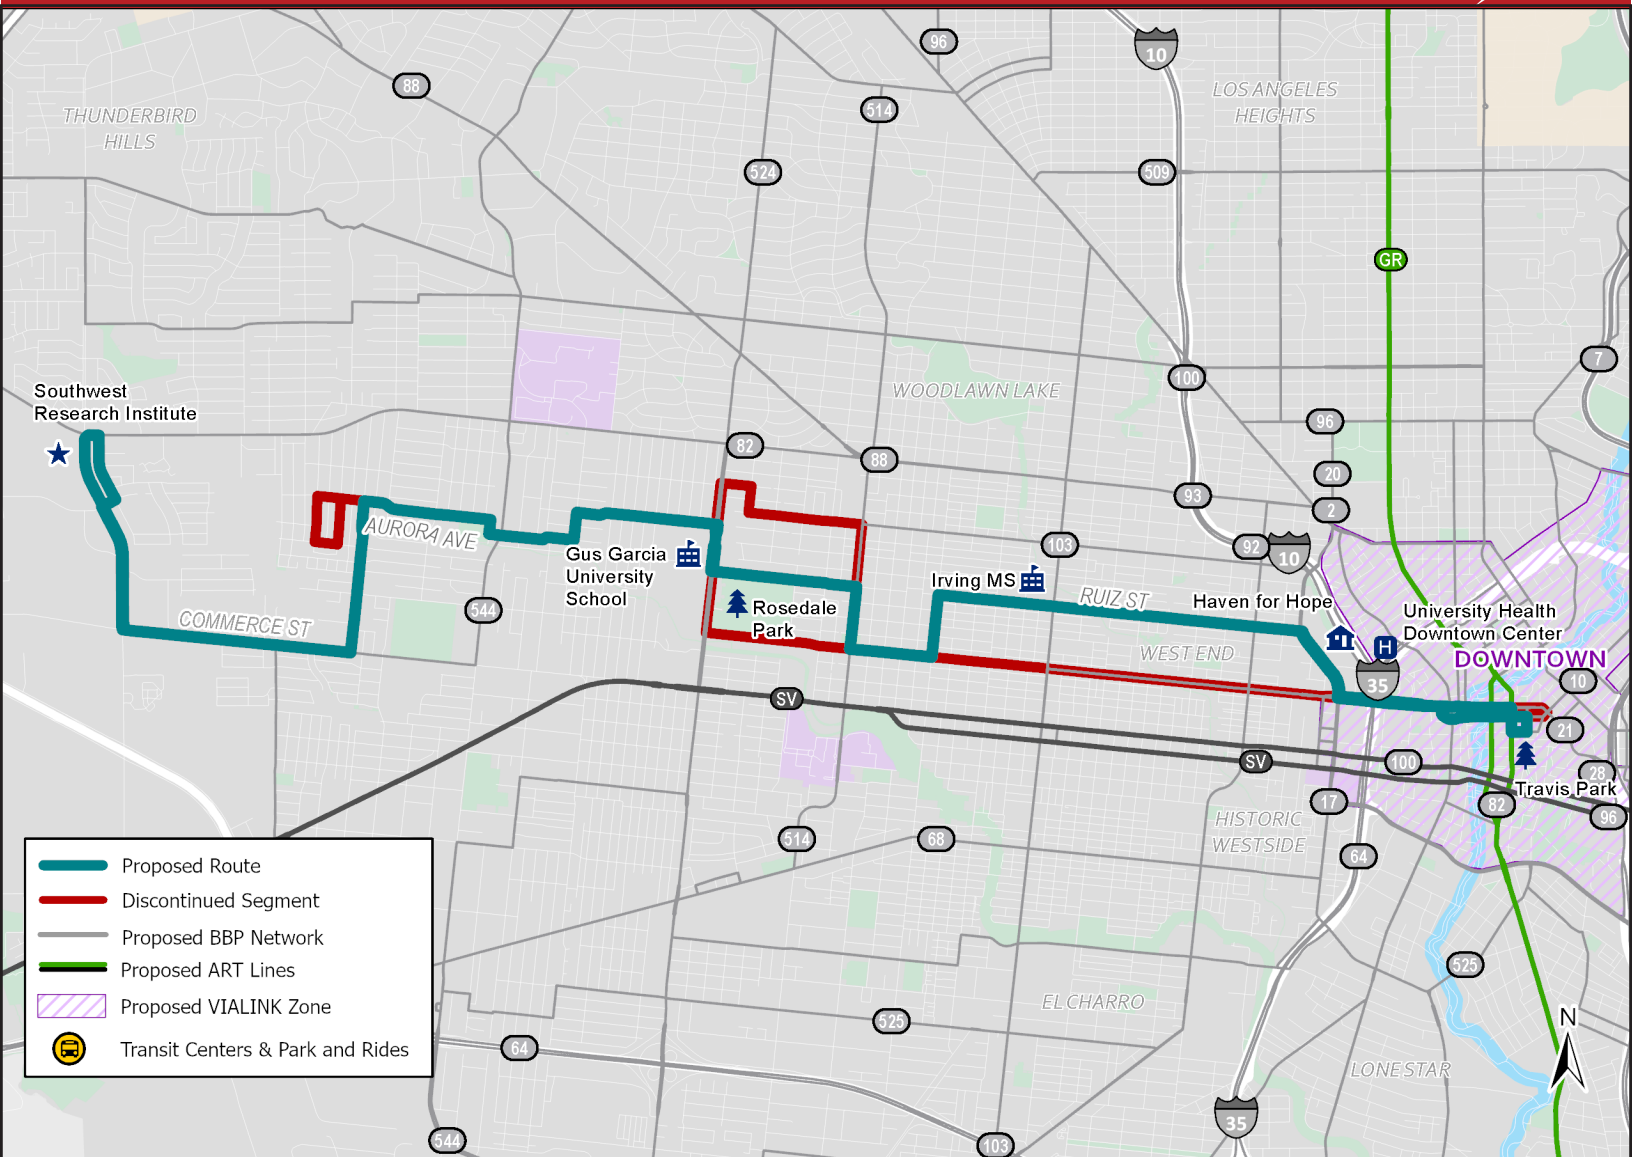 96
10
88
LOS ANGELES
HEIGHTS
THUNDERBIRD
HILLS
514
524
509
GR
7
100
WOODLAWN LAKE
Southwest
Research Institute
96
82
88
20
93
2
AURORA AVE
103
92
10
Gus Garcia
University
School
Irving MS
RUIZ ST
Haven for Hope
544
Rosedale
Park
University Health
Downtown Center
COMMERCE ST
H
WEST END
DOWNTOWN
35
10
SV
21
SV
100
28
Travis Park
17
82
96
HISTORIC
WESTSIDE
514
68
64
Proposed Route
Discontinued Segment
Proposed BBP Network
Proposed ART Lines
Proposed VIALINK Zone
Transit Centers & Park and Rides
525
EL CHARRO
525
N
64
LONESTAR
35
544
103